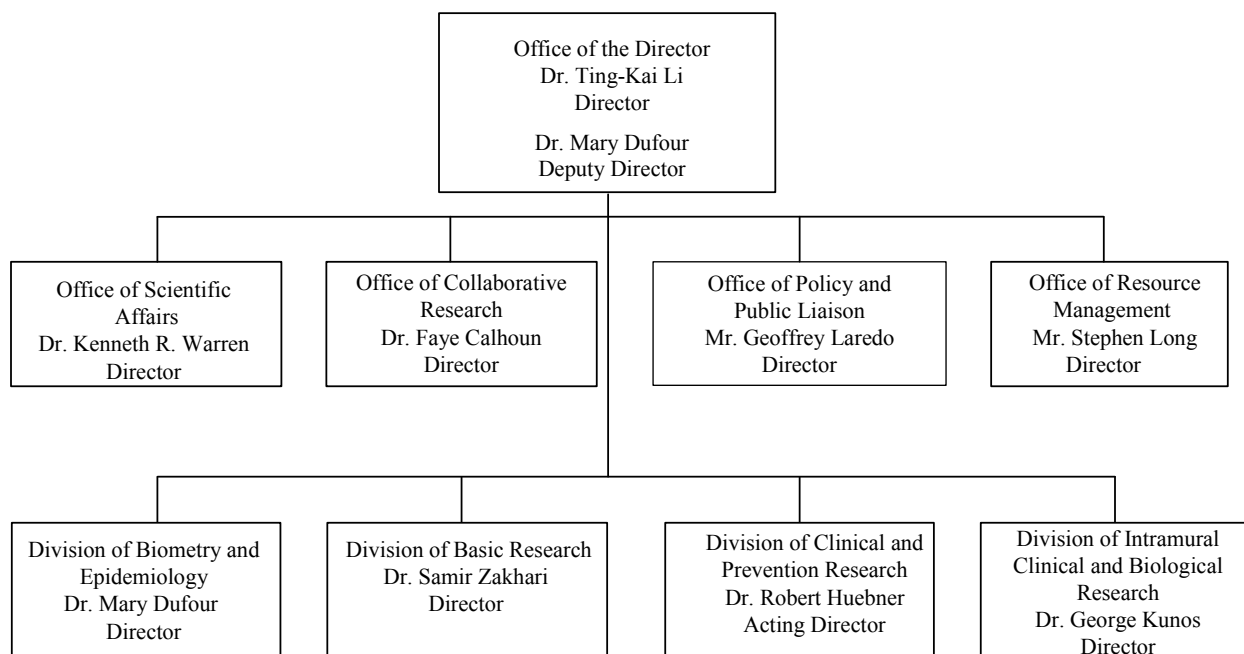 Office of the Director
Dr. Ting-Kai Li
Director
Dr. Mary Dufour
Deputy Director
Office of Scientific
Affairs
Dr. Kenneth R. Warren
Director
Office of Collaborative
Research
Dr. Faye Calhoun
Director
Office of Policy and
Public Liaison
Mr. Geoffrey Laredo
Director
Office of Resource
Management
Mr. Stephen Long
Director
Division of Biometry and
Epidemiology
Dr. Mary Dufour
Director
Division of Basic Research
Dr. Samir Zakhari
Director
Division of Clinical and
Prevention Research
Dr. Robert Huebner
Acting Director
Division of Intramural
Clinical and Biological
Research
Dr. George Kunos
Director